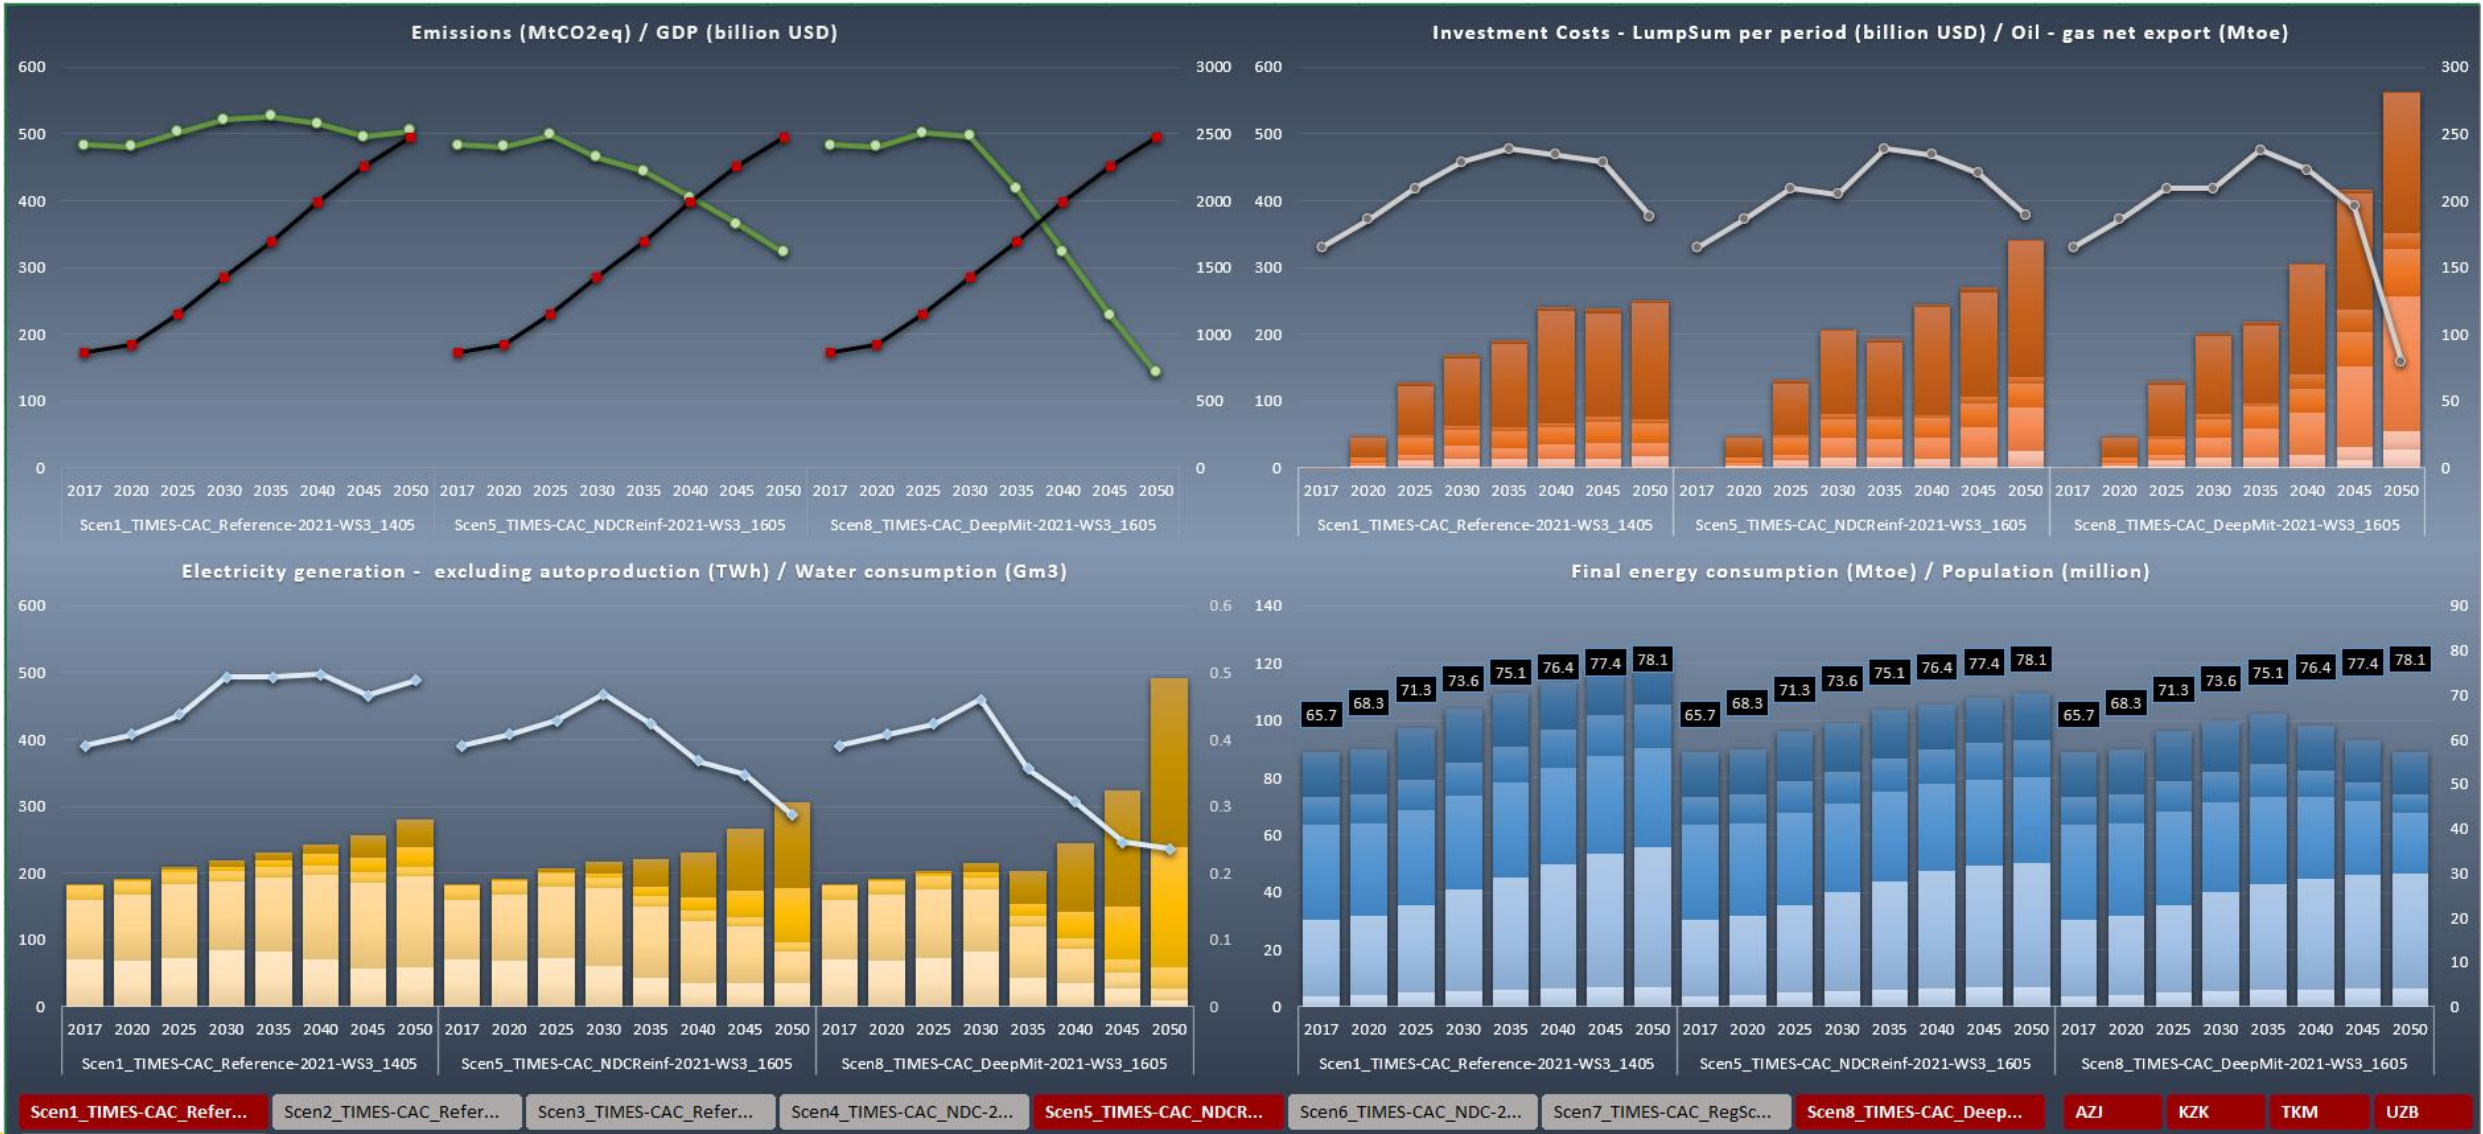 Emissions (MtCO2eq) / GDP (billion USD)
600 3000
500 2500
400 2000
300 1500
200 1000
100 500
0 0
2017 2020 2025 2030 2035 2040 2045 2050 2017 2020 2025 2030 2035 2040 2045 2050 2017 2020 2025 2030 2035 2040 2045 2050
Scen1_TIMES-CAC_Reference-2021-WS3_1405 Scen5_TIMES-CAC_NDCReinf-2021-WS3_1605 Scen8_TIMES-CAC_DeepMit-2021-WS3_1605
Investment Costs - LumpSum per period (billion USD) / Oil - gas net export (Mtoe)
600 300
500 250
400 200
300 150
200 100
100 50
0 0
2017 2020 2025 2030 2035 2040 2045 2050 2017 2020 2025 2030 2035 2040 2045 2050 2017 2020 2025 2030 2035 2040 2045 2050
Scen1_TIMES-CAC_Reference-2021-WS3_1405 Scen5_TIMES-CAC_NDCReinf-2021-WS3_1605 Scen8_TIMES-CAC_DeepMit-2021-WS3_1605
Electricity generation - excluding autoproduction (TWh) / Water consumption (Gm3)
600 0.6
500 0.5
400 0.4
300 0.3
200 0.2
100 0.1
0 0
2017 2020 2025 2030 2035 2040 2045 2050 2017 2020 2025 2030 2035 2040 2045 2050 2017 2020 2025 2030 2035 2040 2045 2050
Scen1_TIMES-CAC_Reference-2021-WS3_1405 Scen5_TIMES-CAC_NDCReinf-2021-WS3_1605 Scen8_TIMES-CAC_DeepMit-2021-WS3_1605
Final energy consumption (Mtoe) / Population (million)
140 90
120 80
100 70
80 60
60 50
40 40
20 30
0 20
10
0
65.7 68.3 71.3 73.6 75.1 76.4 77.4 78.1 65.7 68.3 71.3 73.6 75.1 76.4 77.4 78.1 65.7 68.3 71.3 73.6 75.1 76.4 77.4 78.1
2017 2020 2025 2030 2035 2040 2045 2050 2017 2020 2025 2030 2035 2040 2045 2050 2017 2020 2025 2030 2035 2040 2045 2050
Scen1_TIMES-CAC_Reference-2021-WS3_1405 Scen5_TIMES-CAC_NDCReinf-2021-WS3_1605 Scen8_TIMES-CAC_DeepMit-2021-WS3_1605
Scen1_TIMES-CAC_Refer... Scen2_TIMES-CAC_Refer... Scen3_TIMES-CAC_Refer... Scen4_TIMES-CAC_NDC-2... Scen5_TIMES-CAC_NDCR... Scen6_TIMES-CAC_NDC-2... Scen7_TIMES-CAC_RegSc... Scen8_TIMES-CAC_Deep... AZJ KZK TKM UZB